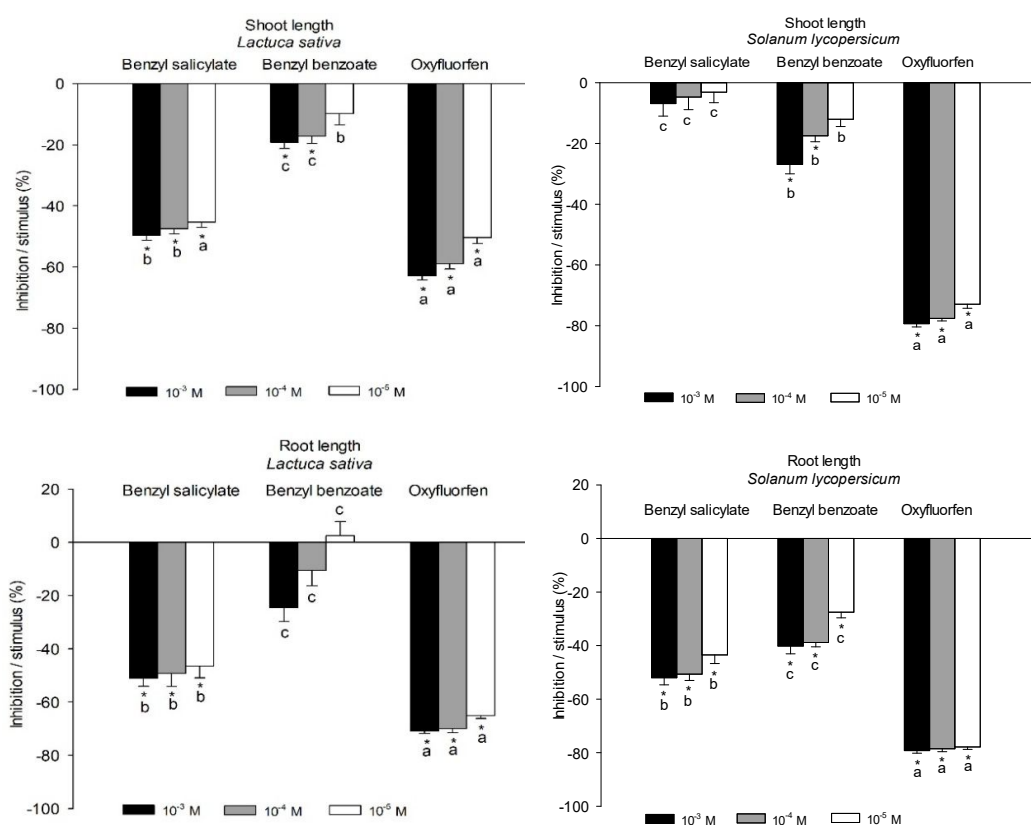 Shoot length
Lactuca sativa
Benzyl salicylate Benzyl benzoate Oxyfluorfen
Inhibition / stimulus (%)
0
-20
-40
-60
-80
-100
* * * * * b * * *
b b a c c a a a
10⁻³ M 10⁻⁴ M 10⁻⁵ M
Shoot length
Solanum lycopersicum
Benzyl salicylate Benzyl benzoate Oxyfluorfen
Inhibition / stimulus (%)
0
-20
-40
-60
-80
-100
c c c * * b * * *
b b a a a
10⁻³ M 10⁻⁴ M 10⁻⁵ M
Root length
Lactuca sativa
Benzyl salicylate Benzyl benzoate Oxyfluorfen
Inhibition / stimulus (%)
20
0
-20
-40
-60
-80
-100
* * * c c c * * *
b b b a a a
10⁻³ M 10⁻⁴ M 10⁻⁵ M
Root length
Solanum lycopersicum
Benzyl salicylate Benzyl benzoate Oxyfluorfen
Inhibition / stimulus (%)
20
0
-20
-40
-60
-80
-100
* * * * * * * * *
b b b c c c a a a
10⁻³ M 10⁻⁴ M 10⁻⁵ M